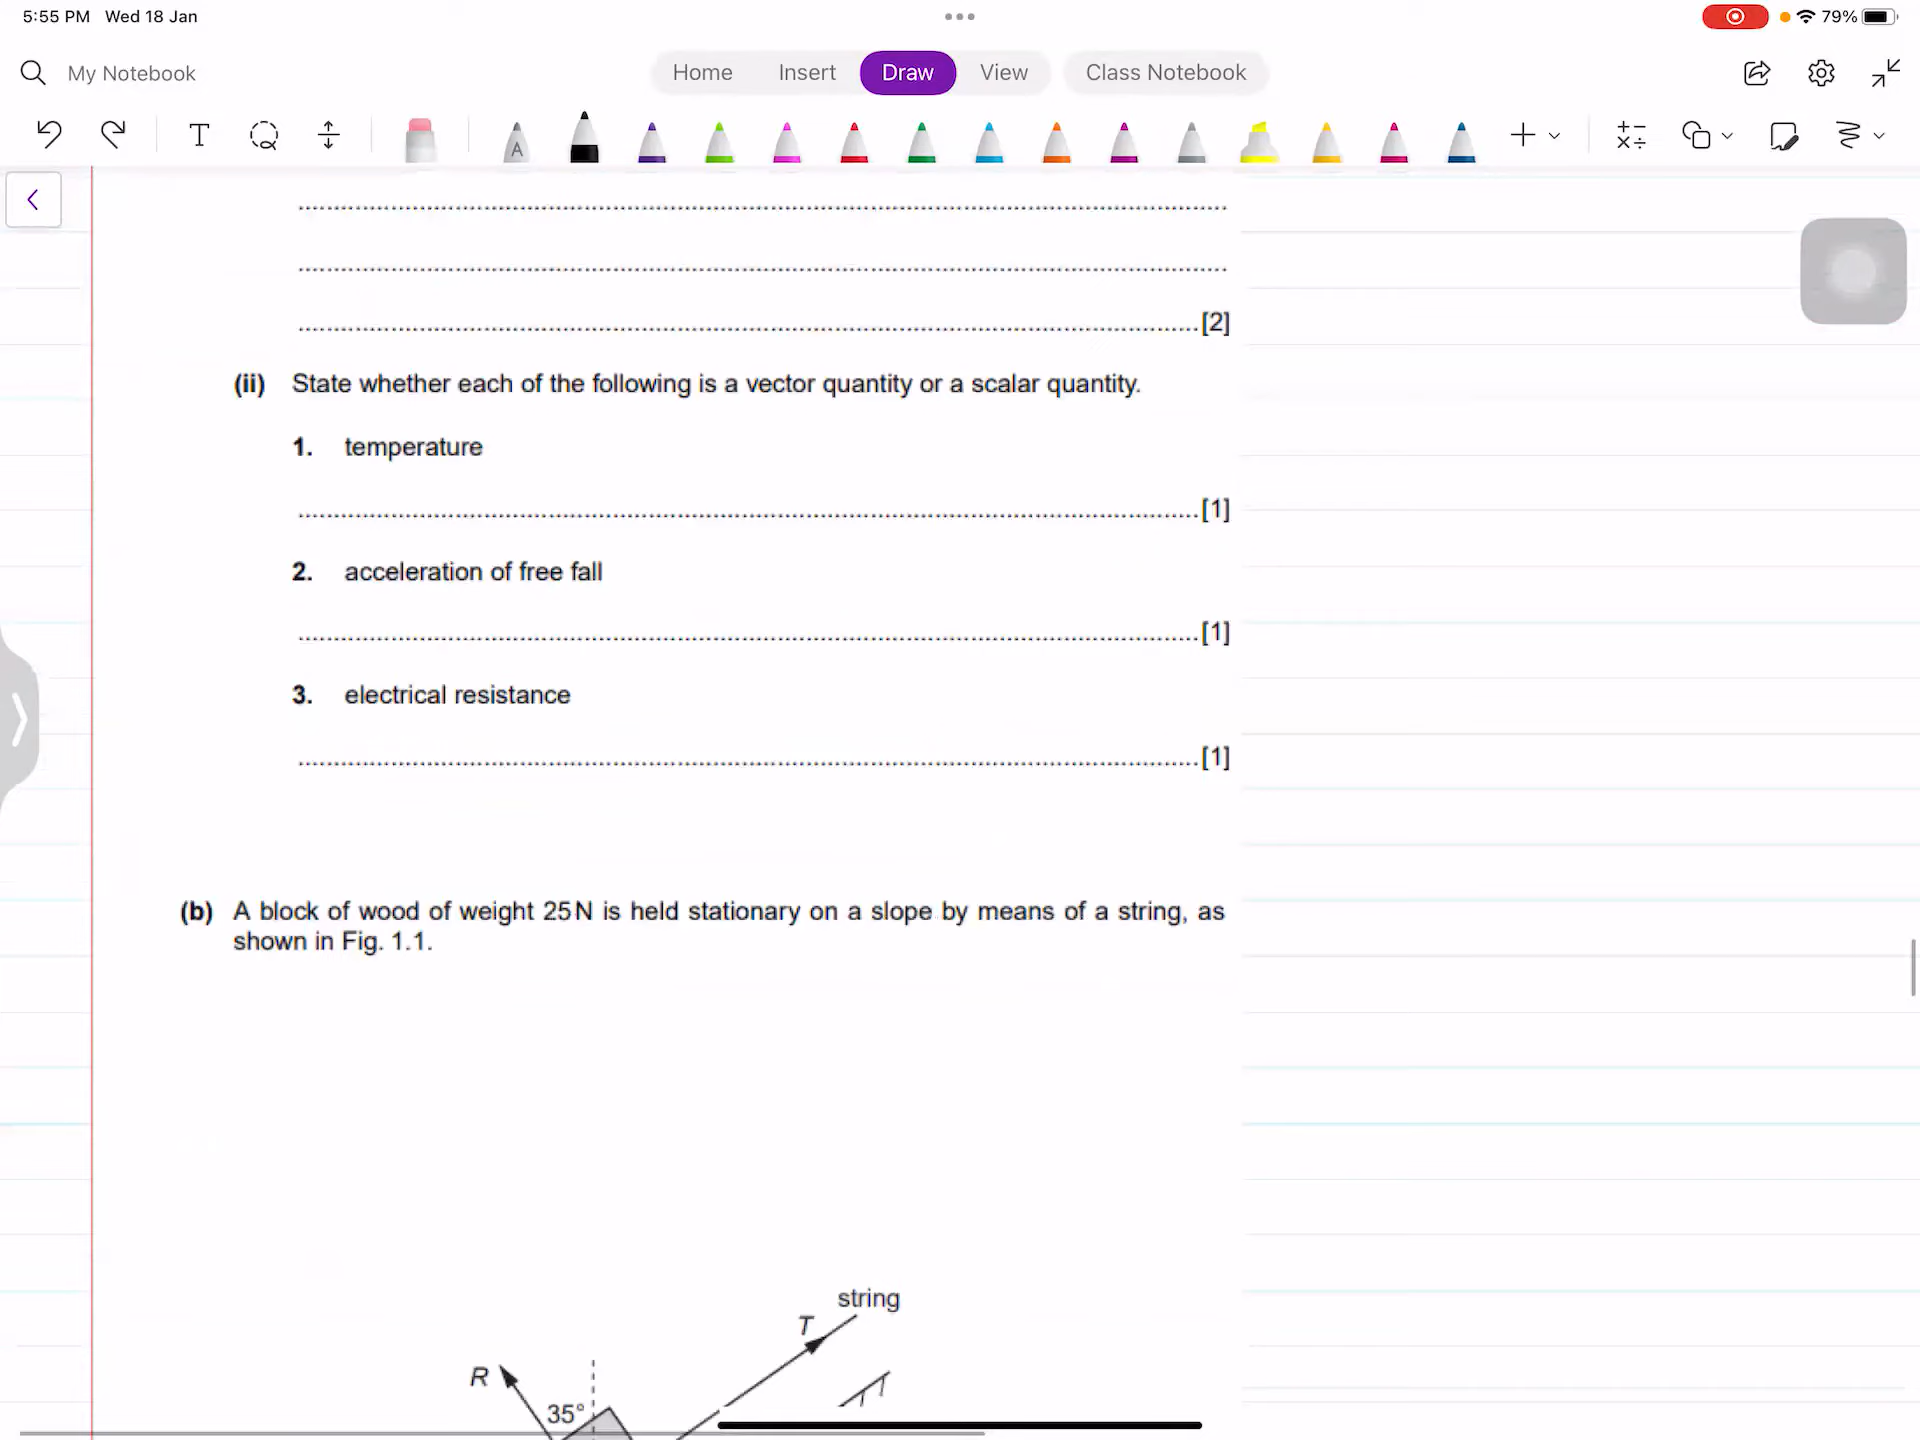 5:55 PM Wed 18 Jan
79%
My Notebook
Home Insert Draw View Class Notebook
T A
[2]
(ii) State whether each of the following is a vector quantity or a scalar quantity.
1. temperature
[1]
2. acceleration of free fall
[1]
3. electrical resistance
[1]
(b) A block of wood of weight 25 N is held stationary on a slope by means of a string, as
shown in Fig. 1.1.
string
T
R
35°